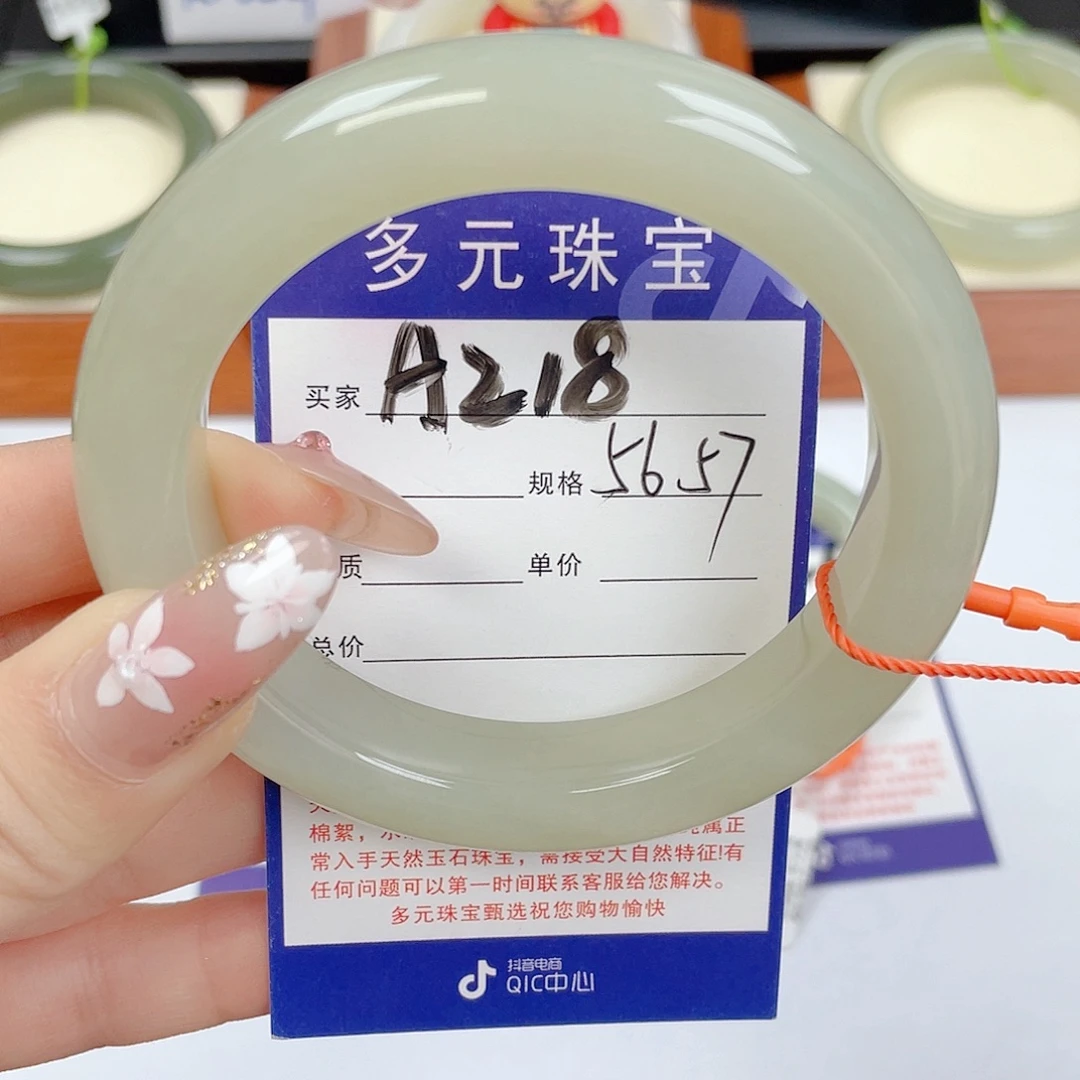 多元珠宝
买家 A218
规格 56.57
质 单价
总价
棉絮，
属正
常入手天然玉石珠宝，需接受大自然特征!有
任何问题可以第一时间联系客服给您解决。
多元珠宝甄选祝您购物愉快
抖音电商
QIC中心